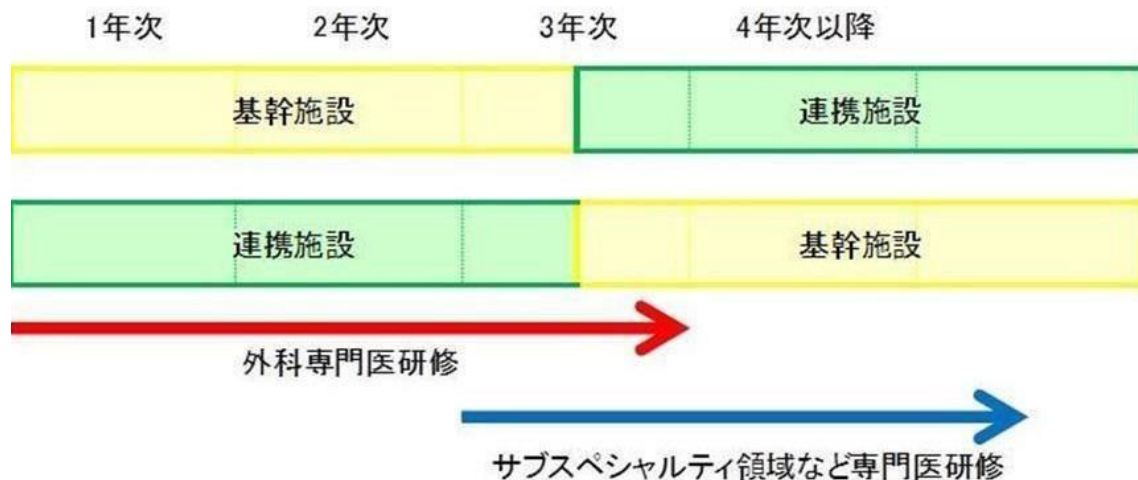 1年次 2年次 3年次 4年次以降
基幹施設 連携施設
連携施設 基幹施設
外科専門医研修
サブスペシャルティ領域など専門医研修